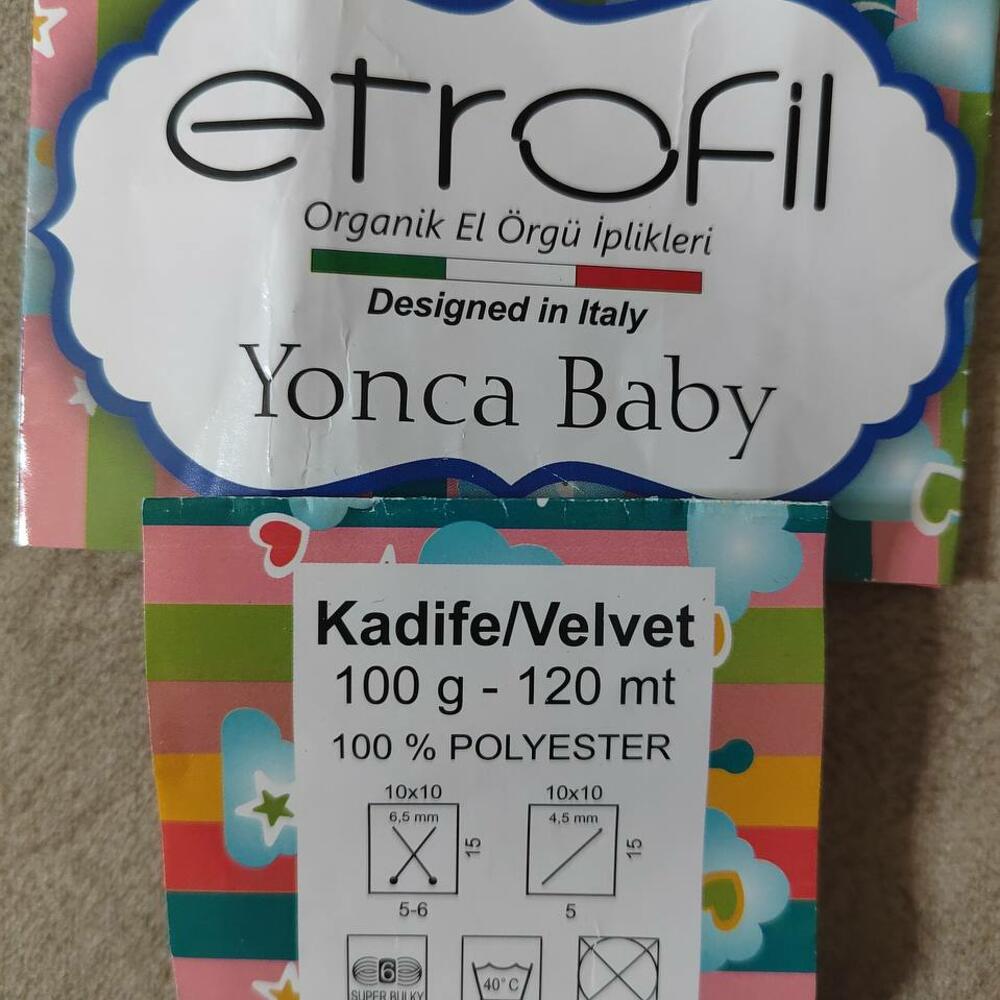 etrofil
Organik El Örgü İplikleri
Designed in Italy
Yonca Baby
Kadife/Velvet
100 g - 120 mt
100 % POLYESTER
10x10 10x10
6,5 mm 4,5 mm
15 15
5-6 5
6 40° C
SUPER BULKY